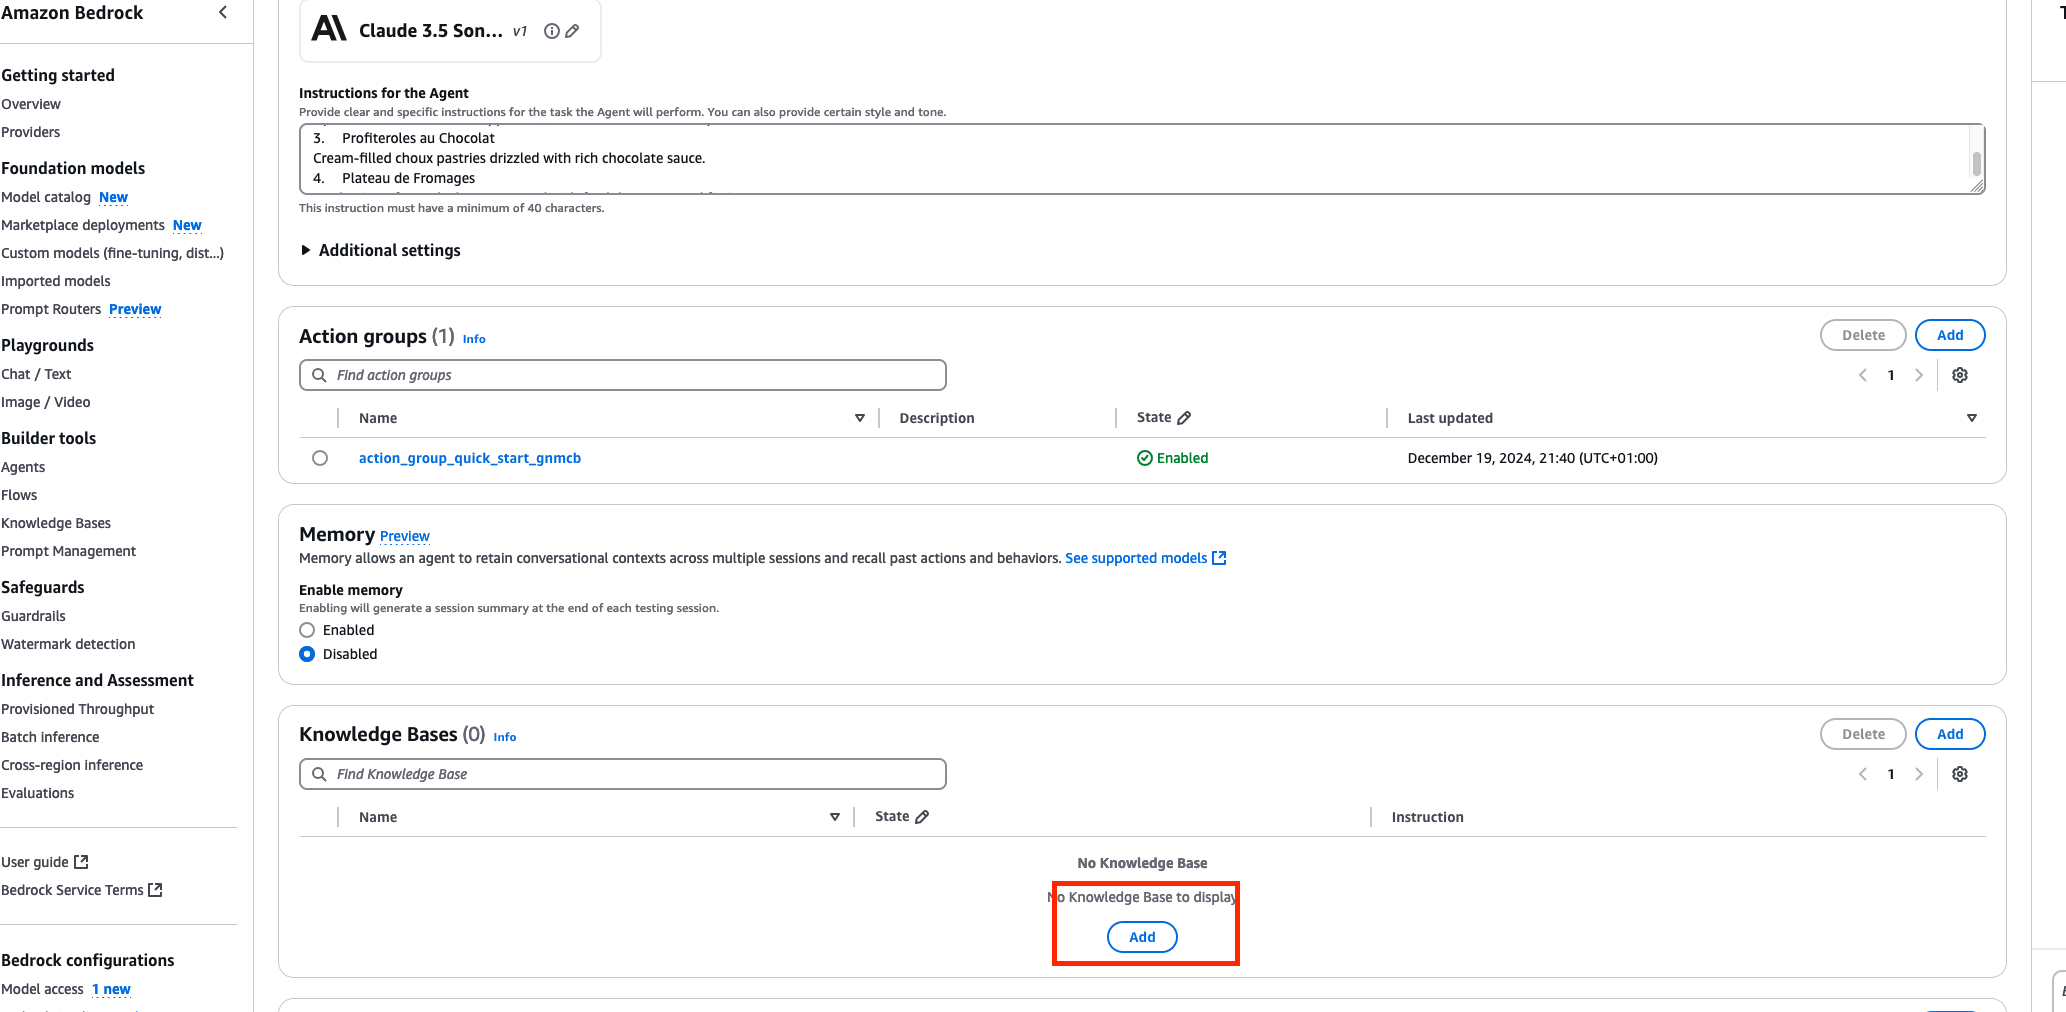 Amazon Bedrock
Getting started
Overview
Providers
Foundation models
Model catalog New
Marketplace deployments New
Custom models (fine-tuning, dist...)
Imported models
Prompt Routers Preview
Playgrounds
Chat / Text
Image / Video
Builder tools
Agents
Flows
Knowledge Bases
Prompt Management
Safeguards
Guardrails
Watermark detection
Inference and Assessment
Provisioned Throughput
Batch inference
Cross-region inference
Evaluations
User guide
Bedrock Service Terms
Bedrock configurations
Model access 1 new
Claude 3.5 Son... v1
Instructions for the Agent
Provide clear and specific instructions for the task the Agent will perform. You can also provide certain style and tone.
3. Profiteroles au Chocolat
Cream-filled choux pastries drizzled with rich chocolate sauce.
4. Plateau de Fromages
This instruction must have a minimum of 40 characters.
Additional settings
Action groups (1) Info
Delete Add
Find action groups
1
Name Description State Last updated
action_group_quick_start_gnmcb Enabled December 19, 2024, 21:40 (UTC+01:00)
Memory Preview
Memory allows an agent to retain conversational contexts across multiple sessions and recall past actions and behaviors. See supported models
Enable memory
Enabling will generate a session summary at the end of each testing session.
Enabled
Disabled
Knowledge Bases (0) Info
Delete Add
Find Knowledge Base
1
Name State Instruction
No Knowledge Base
No Knowledge Base to display
Add